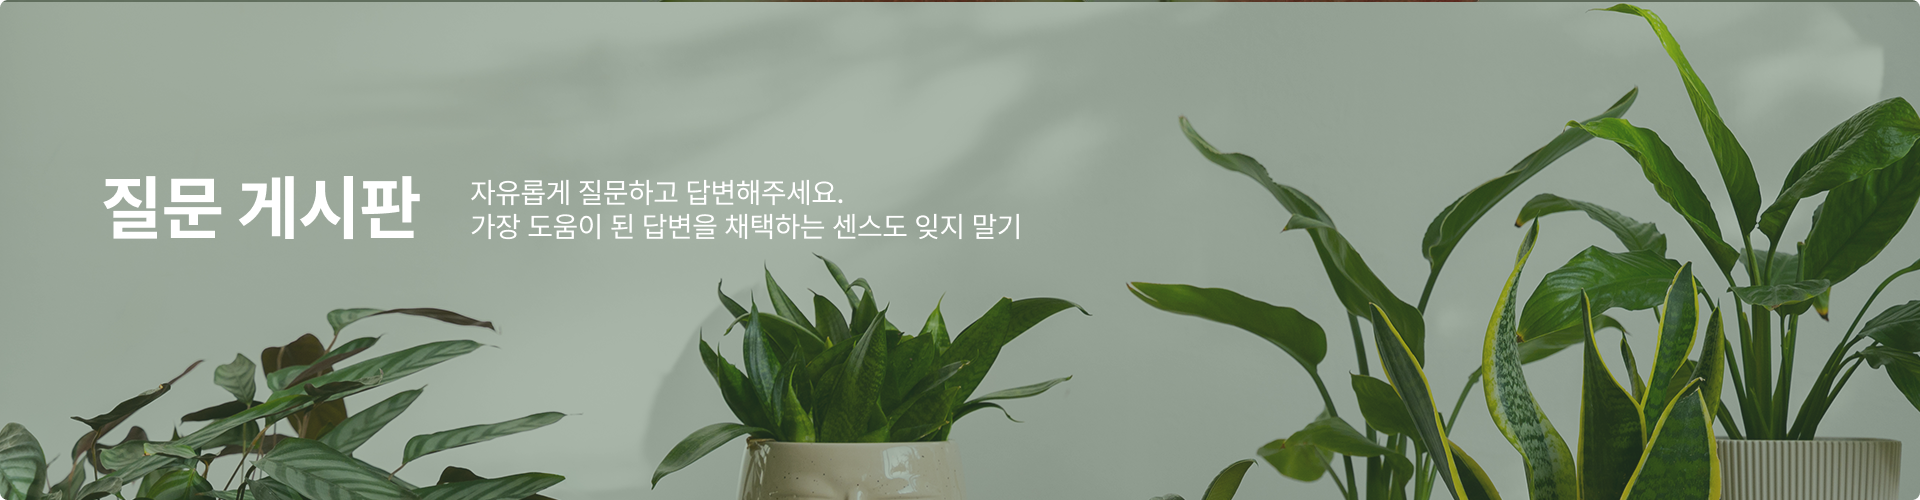 질문 게시판
자유롭게 질문하고 답변해주세요.
가장 도움이 된 답변을 채택하는 센스도 잊지 말기